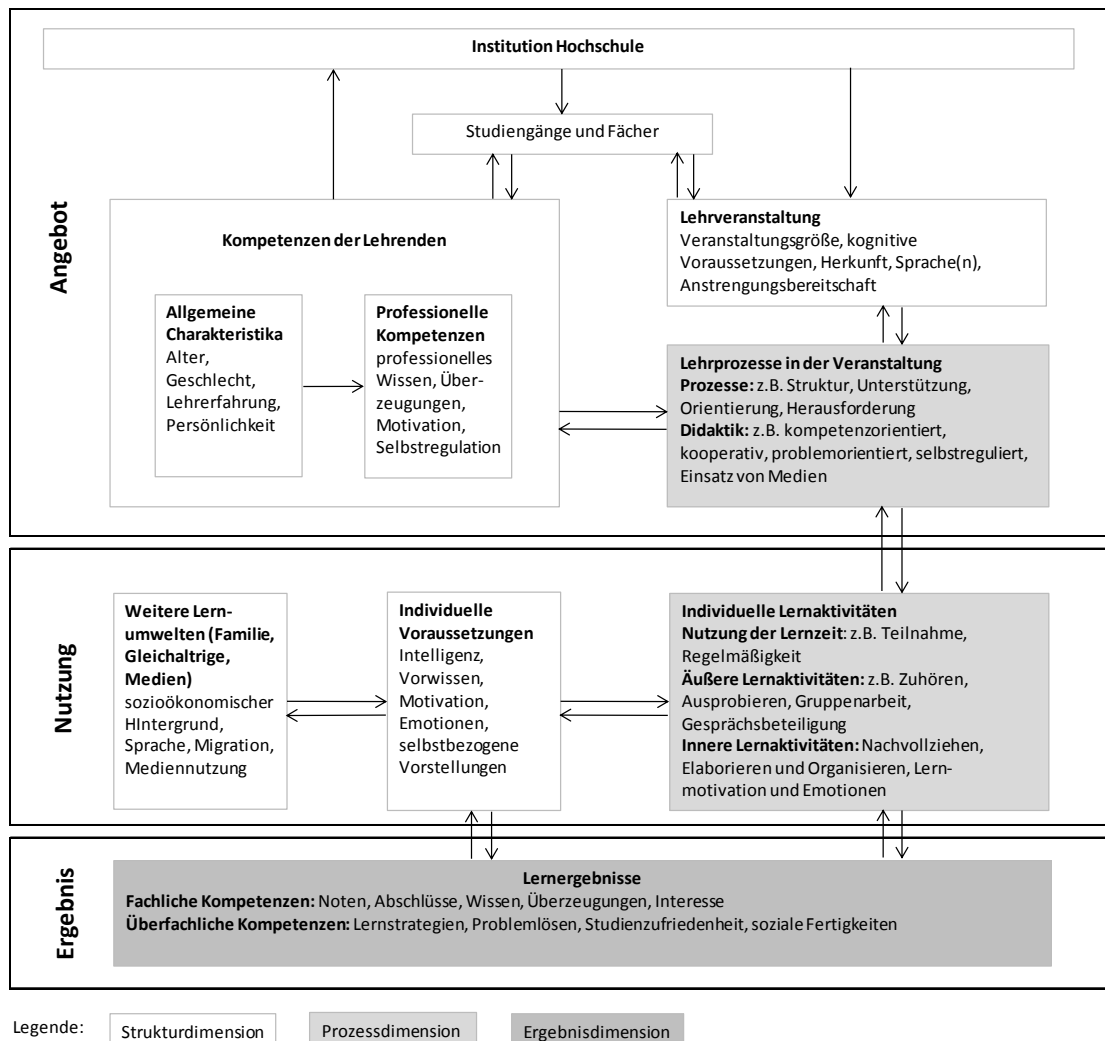 Institution Hochschule
Studiengänge und Fächer
Angebot
Kompetenzen der Lehrenden
Allgemeine
Charakteristika
Alter,
Geschlecht,
Lehrerfahrung,
Persönlichkeit
Professionelle
Kompetenzen
professionelles
Wissen, Über-
zeugungen,
Motivation,
Selbstregulation
Lehrveranstaltung
Veranstaltungsgröße, kognitive
Voraussetzungen, Herkunft, Sprache(n),
Anstrengungsbereitschaft
Lehrprozesse in der Veranstaltung
Prozesse: z.B. Struktur, Unterstützung,
Orientierung, Herausforderung
Didaktik: z.B. kompetenzorientiert,
kooperativ, problemorientiert, selbstreguliert,
Einsatz von Medien
Nutzung
Weitere Lern-
umwelten (Familie,
Gleichaltrige,
Medien)
sozioökonomischer
HIntergrund,
Sprache, Migration,
Mediennutzung
Individuelle
Voraussetzungen
Intelligenz,
Vorwissen,
Motivation,
Emotionen,
selbstbezogene
Vorstellungen
Individuelle Lernaktivitäten
Nutzung der Lernzeit: z.B. Teilnahme,
Regelmäßigkeit
Äußere Lernaktivitäten: z.B. Zuhören,
Ausprobieren, Gruppenarbeit,
Gesprächsbeteiligung
Innere Lernaktivitäten: Nachvollziehen,
Elaborieren und Organisieren, Lern-
motivation und Emotionen
Ergebnis
Lernergebnisse
Fachliche Kompetenzen: Noten, Abschlüsse, Wissen, Überzeugungen, Interesse
Überfachliche Kompetenzen: Lernstrategien, Problemlösen, Studienzufriedenheit, soziale Fertigkeiten
Legende:
Strukturdimension
Prozessdimension
Ergebnisdimension